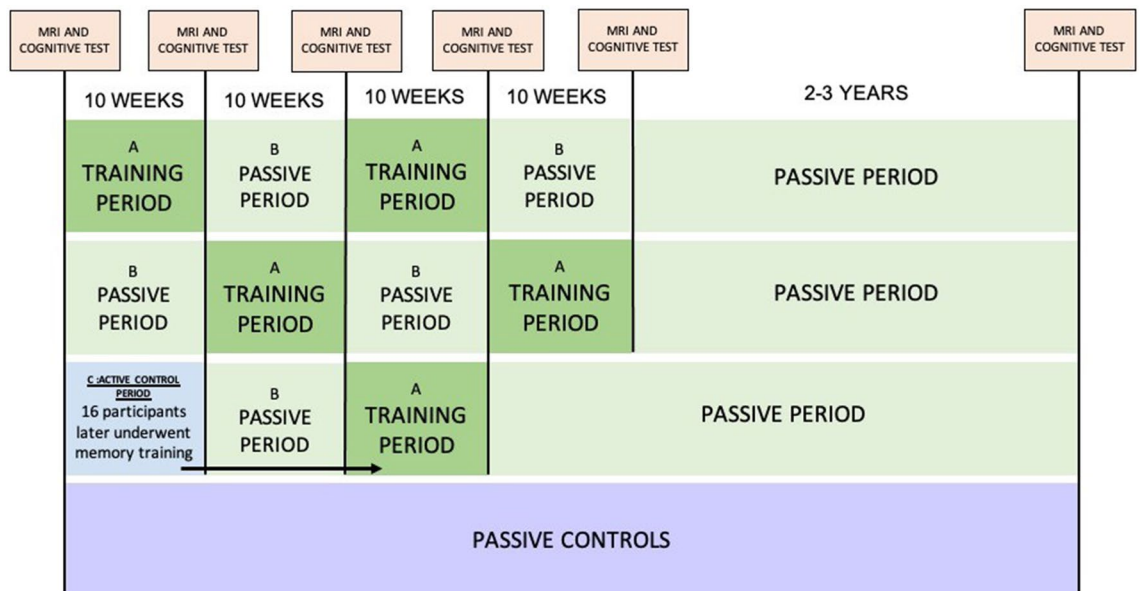 MRI AND
COGNITIVE TEST
MRI AND
COGNITIVE TEST
MRI AND
COGNITIVE TEST
MRI AND
COGNITIVE TEST
MRI AND
COGNITIVE TEST
MRI AND
COGNITIVE TEST
10 WEEKS
10 WEEKS
10 WEEKS
10 WEEKS
2-3 YEARS
A
TRAINING
PERIOD
B
PASSIVE
PERIOD
A
TRAINING
PERIOD
B
PASSIVE
PERIOD
PASSIVE PERIOD
B
PASSIVE
PERIOD
A
TRAINING
PERIOD
B
PASSIVE
PERIOD
A
TRAINING
PERIOD
PASSIVE PERIOD
C :ACTIVE CONTROL
PERIOD
16 participants
later underwent
memory training
B
PASSIVE
PERIOD
A
TRAINING
PERIOD
PASSIVE PERIOD
PASSIVE CONTROLS